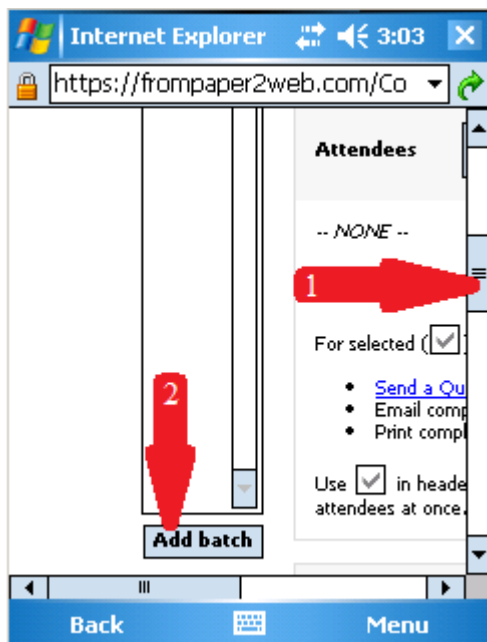 Internet Explorer 3:03
https://frompaper2web.com/Co
Attendees
-- NONE --
1
For selected (
Send a Qu
Email comp
Print compl
2
Use in heade
attendees at once.
Add batch
Back Menu